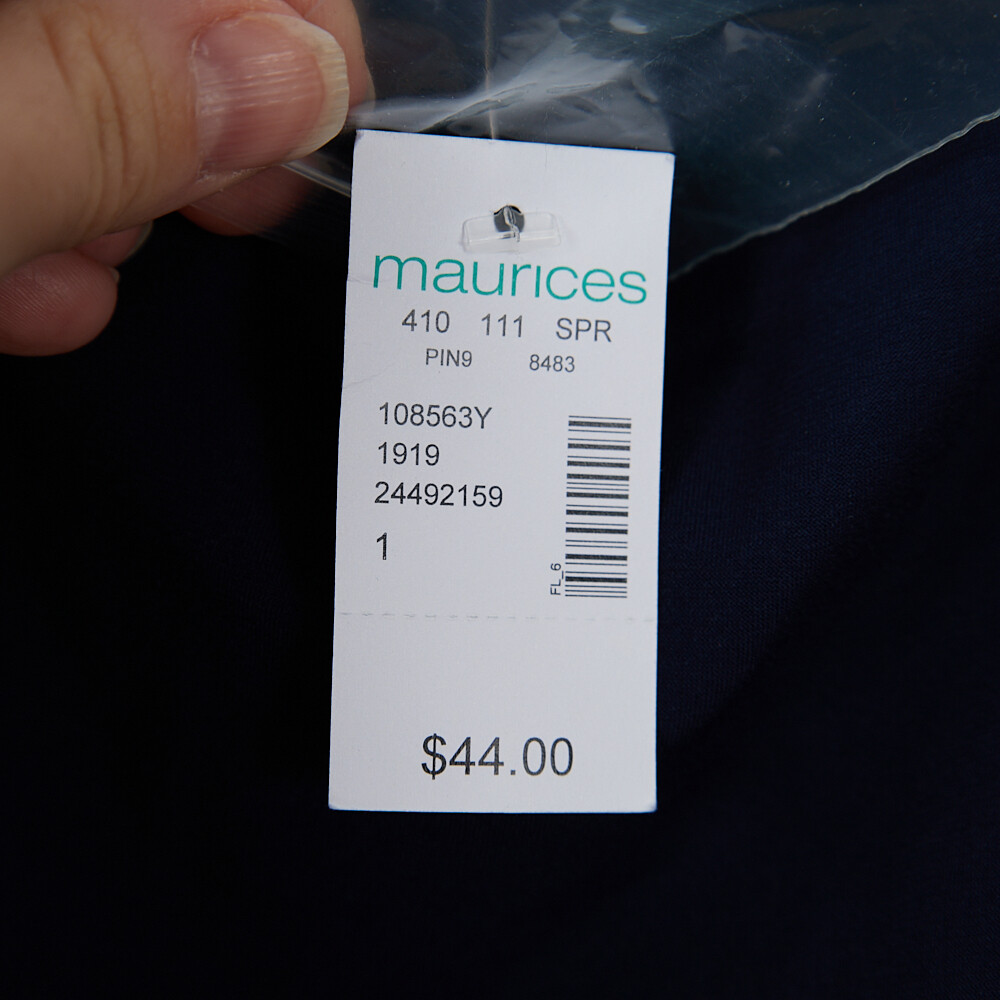 maurices
410 111 SPR
PIN9 8483
108563Y
1919
24492159
1
FL_6
$44.00